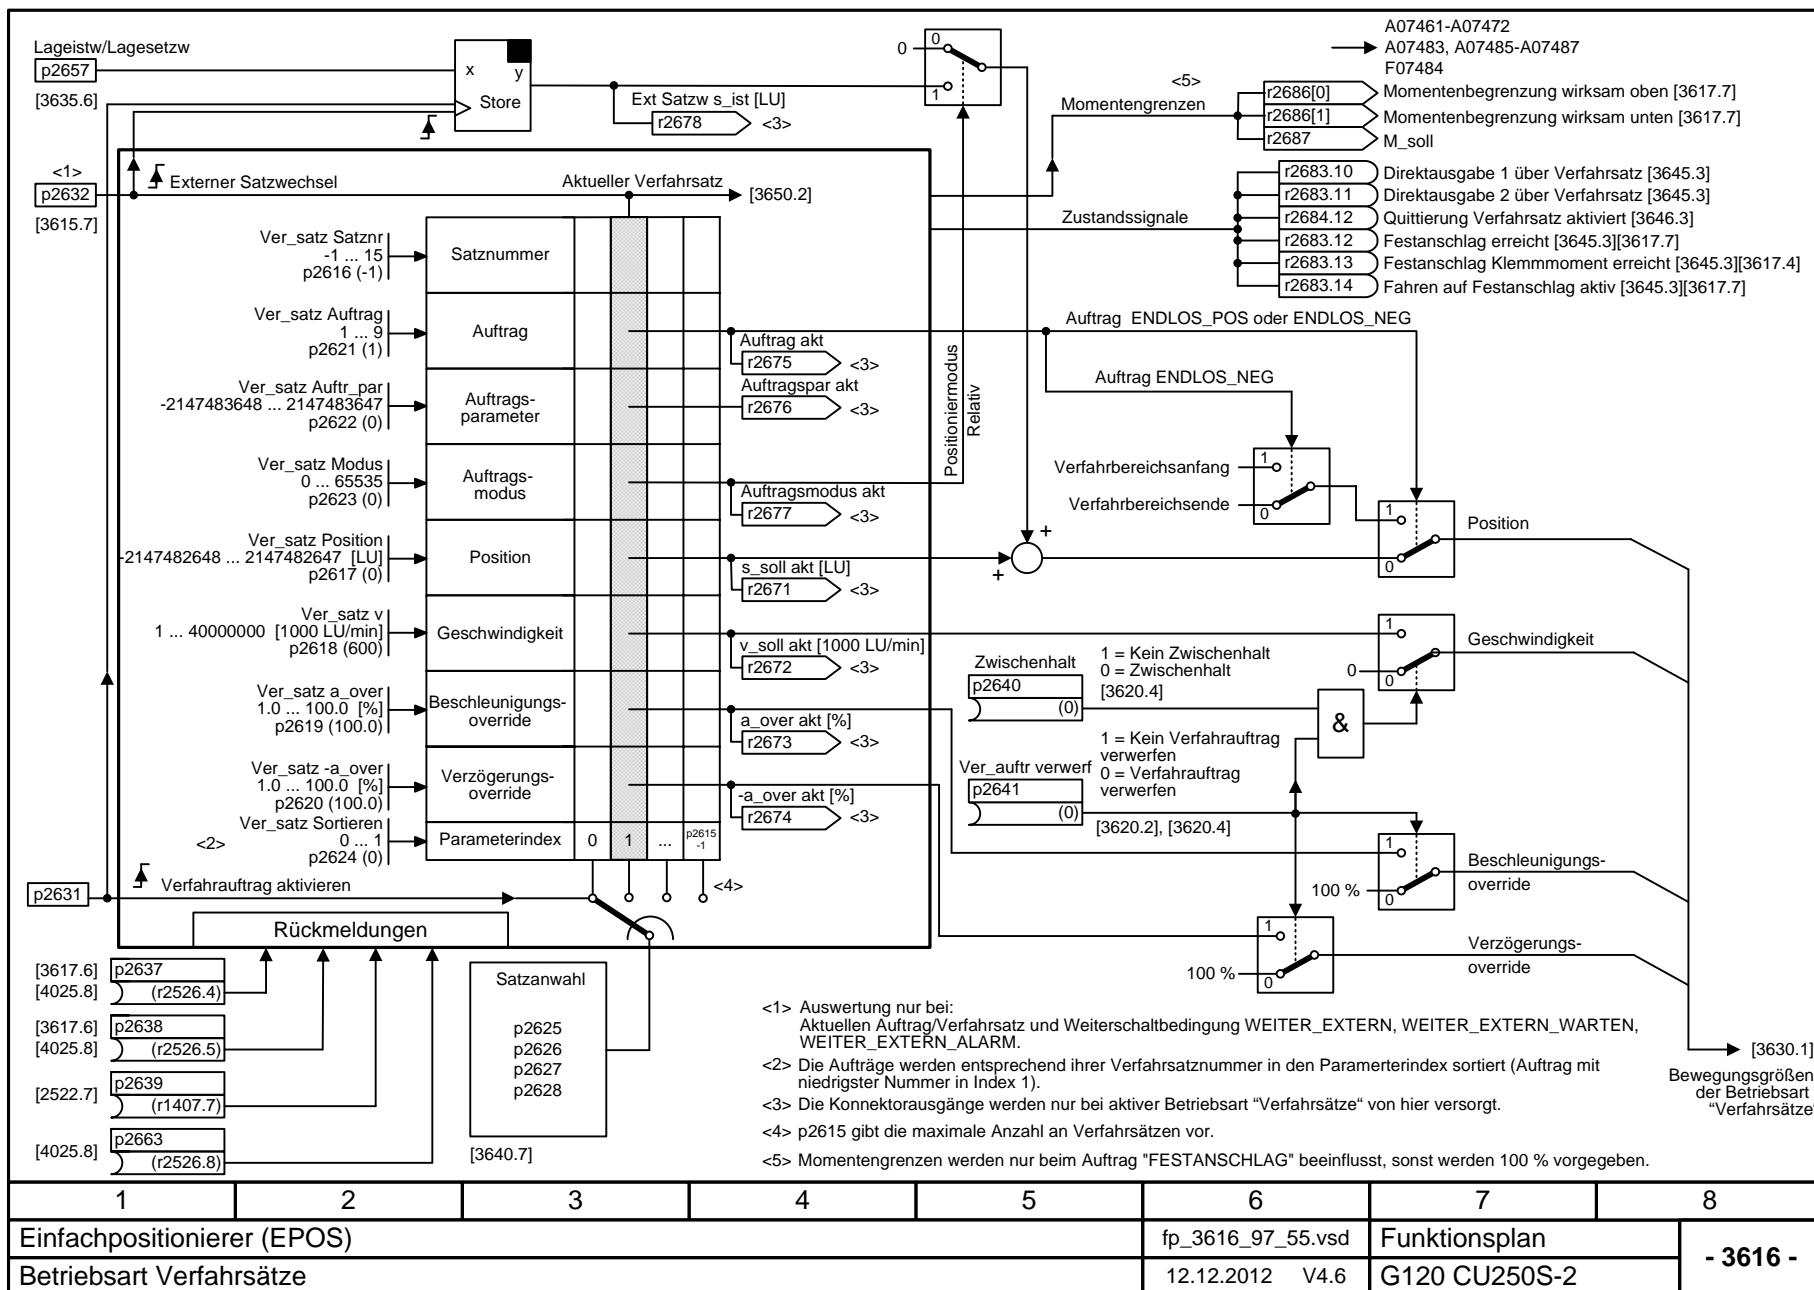 Lageistw/Lagesetzw
p2657
[3635.6]
x
y
Store
Ext Satzw s_ist [LU]
r2678
<3>
0
0
1
A07461-A07472
A07483, A07485-A07487
F07484
<5>
Momentengrenzen
r2686[0]
Momentenbegrenzung wirksam oben [3617.7]
r2686[1]
Momentenbegrenzung wirksam unten [3617.7]
r2687
M_soll
<1>
p2632
[3615.7]
Externer Satzwechsel
Aktueller Verfahrsatz
[3650.2]
Zustandssignale
r2683.10
Direktausgabe 1 über Verfahrsatz [3645.3]
r2683.11
Direktausgabe 2 über Verfahrsatz [3645.3]
r2684.12
Quittierung Verfahrsatz aktiviert [3646.3]
r2683.12
Festanschlag erreicht [3645.3][3617.7]
r2683.13
Festanschlag Klemmmoment erreicht [3645.3][3617.4]
r2683.14
Fahren auf Festanschlag aktiv [3645.3][3617.7]
Ver_satz Satznr
-1 ... 15
p2616 (-1)
Satznummer
Ver_satz Auftrag
1 ... 9
p2621 (1)
Auftrag
Auftrag akt
r2675
<3>
Auftrag  ENDLOS_POS oder ENDLOS_NEG
Auftrag ENDLOS_NEG
Ver_satz Auftr_par
-2147483648 ... 2147483647
p2622 (0)
Auftrags-
parameter
Auftragspar akt
r2676
<3>
Positioniermodus
Relativ
Ver_satz Modus
0 ... 65535
p2623 (0)
Auftrags-
modus
Auftragsmodus akt
r2677
<3>
Verfahrbereichsanfang
Verfahrbereichsende
1
0
1
0
Position
Ver_satz Position
-2147482648 ... 2147482647  [LU]
p2617 (0)
Position
s_soll akt [LU]
r2671
<3>
+
+
Ver_satz v
1 ... 40000000  [1000 LU/min]
p2618 (600)
Geschwindigkeit
v_soll akt [1000 LU/min]
r2672
<3>
Zwischenhalt
p2640
(0)
1 = Kein Zwischenhalt
0 = Zwischenhalt
[3620.4]
&
1
0
0
Geschwindigkeit
Ver_satz a_over
1.0 ... 100.0  [%]
p2619 (100.0)
Beschleunigungs-
override
a_over akt [%]
r2673
<3>
Ver_auftr verwerf
p2641
(0)
1 = Kein Verfahrauftrag
verwerfen
0 = Verfahrauftrag
verwerfen
[3620.2], [3620.4]
Ver_satz -a_over
1.0 ... 100.0  [%]
p2620 (100.0)
Verzögerungs-
override
-a_over akt [%]
r2674
<3>
Ver_satz Sortieren
<2>
0 ... 1
p2624 (0)
Parameterindex
0
1
...
p2615
-1
<4>
1
100 %
0
Beschleunigungs-
override
p2631
Verfahrauftrag aktivieren
Rückmeldungen
1
100 %
0
Verzögerungs-
override
[3617.6]
[4025.8]
p2637
(r2526.4)
[3617.6]
[4025.8]
p2638
(r2526.5)
[2522.7]
p2639
(r1407.7)
[4025.8]
p2663
(r2526.8)
Satzanwahl
p2625
p2626
p2627
p2628
[3640.7]
<1> Auswertung nur bei:
Aktuellen Auftrag/Verfahrsatz und Weiterschaltbedingung WEITER_EXTERN, WEITER_EXTERN_WARTEN,
WEITER_EXTERN_ALARM.
<2> Die Aufträge werden entsprechend ihrer Verfahrsatznummer in den Paramerterindex sortiert (Auftrag mit
niedrigster Nummer in Index 1).
<3> Die Konnektorausgänge werden nur bei aktiver Betriebsart “Verfahrsätze“ von hier versorgt.
<4> p2615 gibt die maximale Anzahl an Verfahrsätzen vor.
<5> Momentengrenzen werden nur beim Auftrag "FESTANSCHLAG" beeinflusst, sonst werden 100 % vorgegeben.
[3630.1]
Bewegungsgrößen
der Betriebsart
“Verfahrsätze“
1 2 3 4 5 6 7 8
Einfachpositionierer (EPOS)
fp_3616_97_55.vsd
Funktionsplan
- 3616 -
Betriebsart Verfahrsätze
12.12.2012 V4.6
G120 CU250S-2